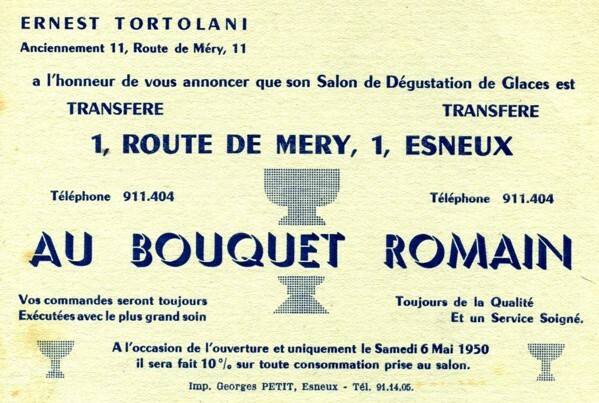 ERNEST TORTOLANI
Anciennement 11, Route de Méry, 11
a l'honneur de vous annoncer que son Salon de Dégustation de Glaces est
TRANSFERE TRANSFERE
1, ROUTE DE MERY, 1, ESNEUX
Téléphone 911.404 Téléphone 911.404
AU BOUQUET ROMAIN
Vos commandes seront toujours
Exécutées avec le plus grand soin
Toujours de la Qualité
Et un Service Soigné.
A l'occasion de l'ouverture et uniquement le Samedi 6 Mai 1950
il sera fait 10 % sur toute consommation prise au salon.
Imp. Georges PETIT, Esneux - Tél. 91.14.05.